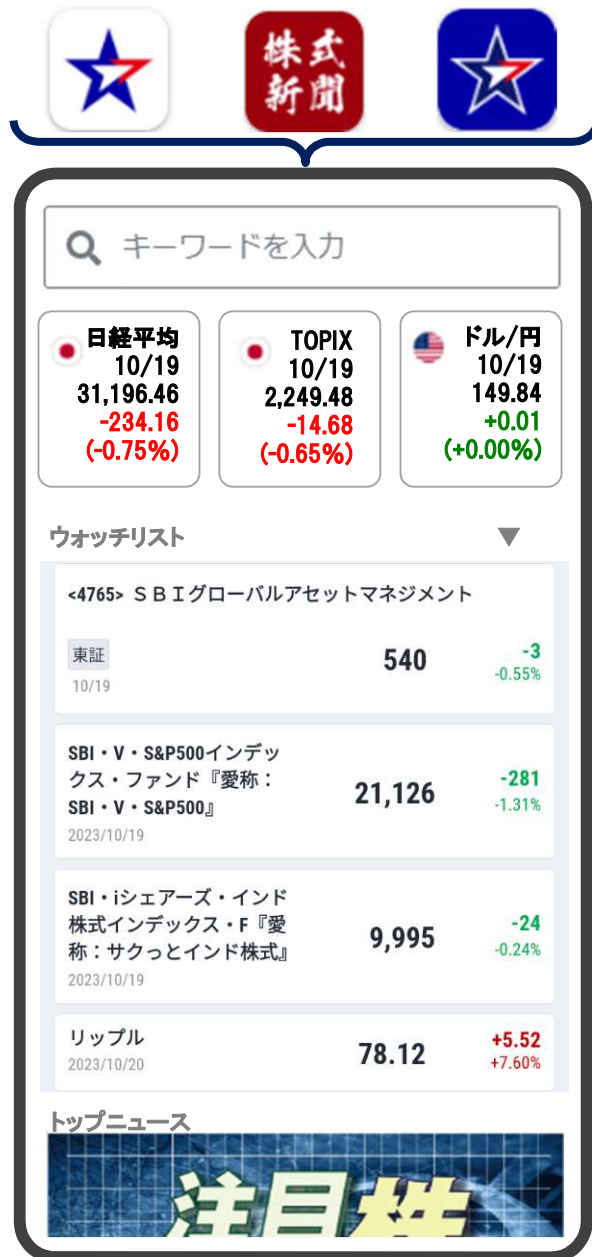 株式
新聞
キーワードを入力
日経平均
10/19
31,196.46
-234.16
(-0.75%)
TOPIX
10/19
2,249.48
-14.68
(-0.65%)
ドル/円
10/19
149.84
+0.01
(+0.00%)
ウォッチリスト ▼
<4765> ＳＢＩグローバルアセットマネジメント
東証
10/19
540
-3
-0.55%
SBI・V・S&P500インデッ
クス・ファンド『愛称：
SBI・V・S&P500』
2023/10/19
21,126
-281
-1.31%
SBI・iシェアーズ・インド
株式インデックス・F『愛
称：サクっとインド株式』
2023/10/19
9,995
-24
-0.24%
リップル
2023/10/20
78.12
+5.52
+7.60%
トップニュース
注目株